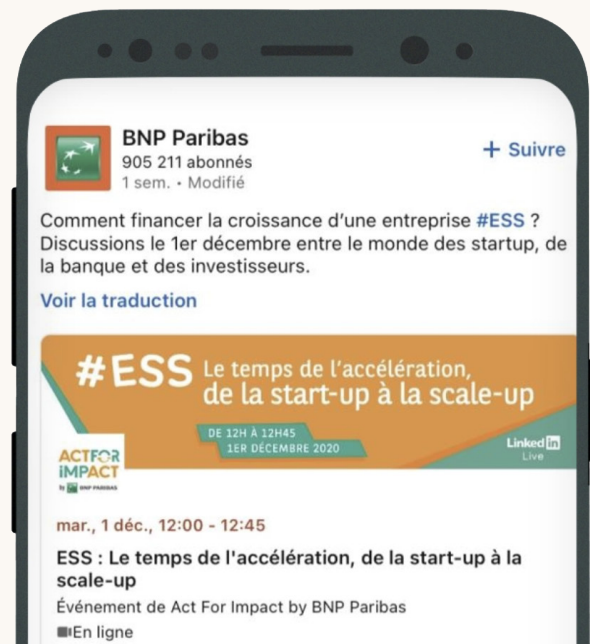 BNP Paribas
905 211 abonnés
+ Suivre
1 sem. • Modifié
Comment financer la croissance d’une entreprise #ESS ?
Discussions le 1er décembre entre le monde des startup, de
la banque et des investisseurs.
Voir la traduction
#ESS Le temps de l’accélération,
de la start-up à la scale-up
DE 12H À 12H45
1ER DÉCEMBRE 2020
ACTFOR
iMPACT
by BNP PARIBAS
Linked in
Live
mar., 1 déc., 12:00 - 12:45
ESS : Le temps de l'accélération, de la start-up à la
scale-up
Événement de Act For Impact by BNP Paribas
En ligne